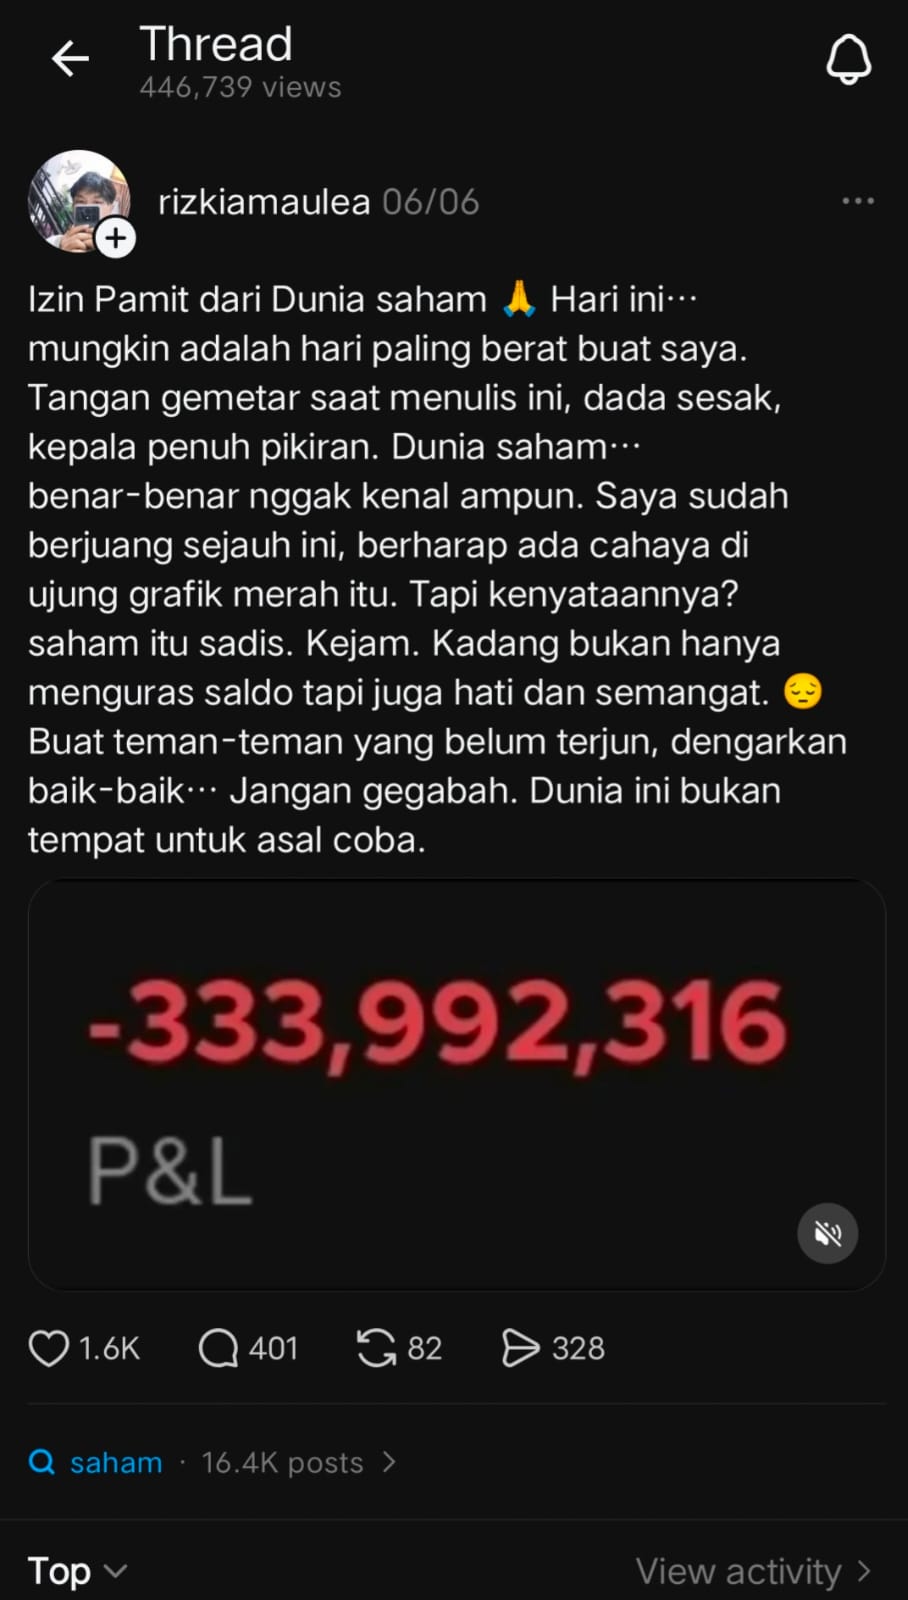 Thread
446,739 views
rizkiamaulea 06/06
Izin Pamit dari Dunia saham 🙏 Hari ini…
mungkin adalah hari paling berat buat saya.
Tangan gemetar saat menulis ini, dada sesak,
kepala penuh pikiran. Dunia saham…
benar-benar nggak kenal ampun. Saya sudah
berjuang sejauh ini, berharap ada cahaya di
ujung grafik merah itu. Tapi kenyataannya?
saham itu sadis. Kejam. Kadang bukan hanya
menguras saldo tapi juga hati dan semangat. 😔
Buat teman-teman yang belum terjun, dengarkan
baik-baik… Jangan gegabah. Dunia ini bukan
tempat untuk asal coba.
-333,992,316
P&L
1.6K 401 82 328
saham · 16.4K posts
Top View activity